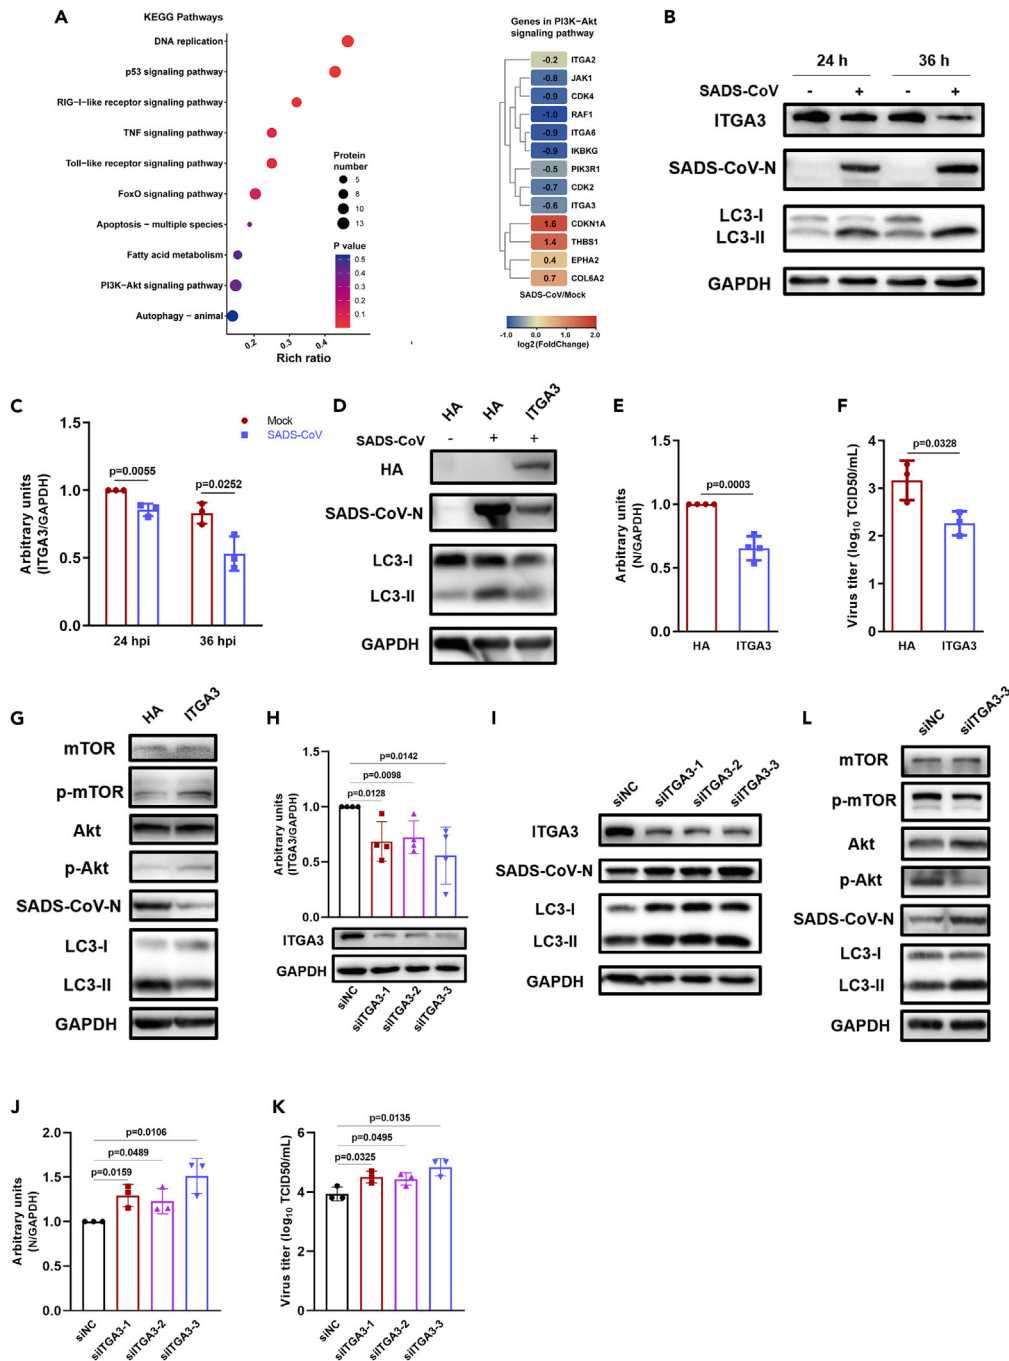 A
KEGG Pathways
DNA replication
p53 signaling pathway
RIG−I−like receptor signaling pathway
TNF signaling pathway
Toll−like receptor signaling pathway
FoxO signaling pathway
Apoptosis − multiple species
Fatty acid metabolism
PI3K−Akt signaling pathway
Autophagy − animal
0.2 0.3 0.4
Rich ratio
Protein
number
5
8
10
13
P value
0.5
0.4
0.3
0.2
0.1
Genes in PI3K−Akt
signaling pathway
-0.2 ITGA2
-0.8 JAK1
-0.9 CDK4
-1.0 RAF1
-0.9 ITGA6
-0.9 IKBKG
-0.5 PIK3R1
-0.7 CDK2
-0.6 ITGA3
1.6 CDKN1A
1.4 THBS1
0.4 EPHA2
0.7 COL6A2
SADS-CoV/Mock
-1.0 0 1.0 2.0
log2(FoldChange)
B
24 h 36 h
SADS-CoV - + - +
ITGA3
SADS-CoV-N
LC3-I
LC3-II
GAPDH
C
Arbitrary units
(ITGA3/GAPDH)
1.5
1.0
0.5
0.0
Mock
SADS-CoV
p=0.0055
p=0.0252
24 hpi 36 hpi
D
HA HA ITGA3
SADS-CoV - + +
HA
SADS-CoV-N
LC3-I
LC3-II
GAPDH
E
Arbitrary units
(N/GAPDH)
1.5
1.0
0.5
0.0
p=0.0003
HA ITGA3
F
Virus titer (log10 TCID50/mL)
4
3
2
1
0
p=0.0328
HA ITGA3
G
HA ITGA3
mTOR
p-mTOR
Akt
p-Akt
SADS-CoV-N
LC3-I
LC3-II
GAPDH
H
Arbitrary units
(ITGA3/GAPDH)
1.5
1.0
0.5
0.0
p=0.0142
p=0.0098
p=0.0128
ITGA3
GAPDH
siNC siITGA3-1 siITGA3-2 siITGA3-3
I
siNC siITGA3-1 siITGA3-2 siITGA3-3
ITGA3
SADS-CoV-N
LC3-I
LC3-II
GAPDH
L
siNC siITGA3-3
mTOR
p-mTOR
Akt
p-Akt
SADS-CoV-N
LC3-I
LC3-II
GAPDH
J
Arbitrary units
(N/GAPDH)
2.0
1.5
1.0
0.5
0.0
p=0.0106
p=0.0489
p=0.0159
siNC siITGA3-1 siITGA3-2 siITGA3-3
K
Virus titer (log10 TCID50/mL)
6
4
2
0
p=0.0135
p=0.0495
p=0.0325
siNC siITGA3-1 siITGA3-2 siITGA3-3